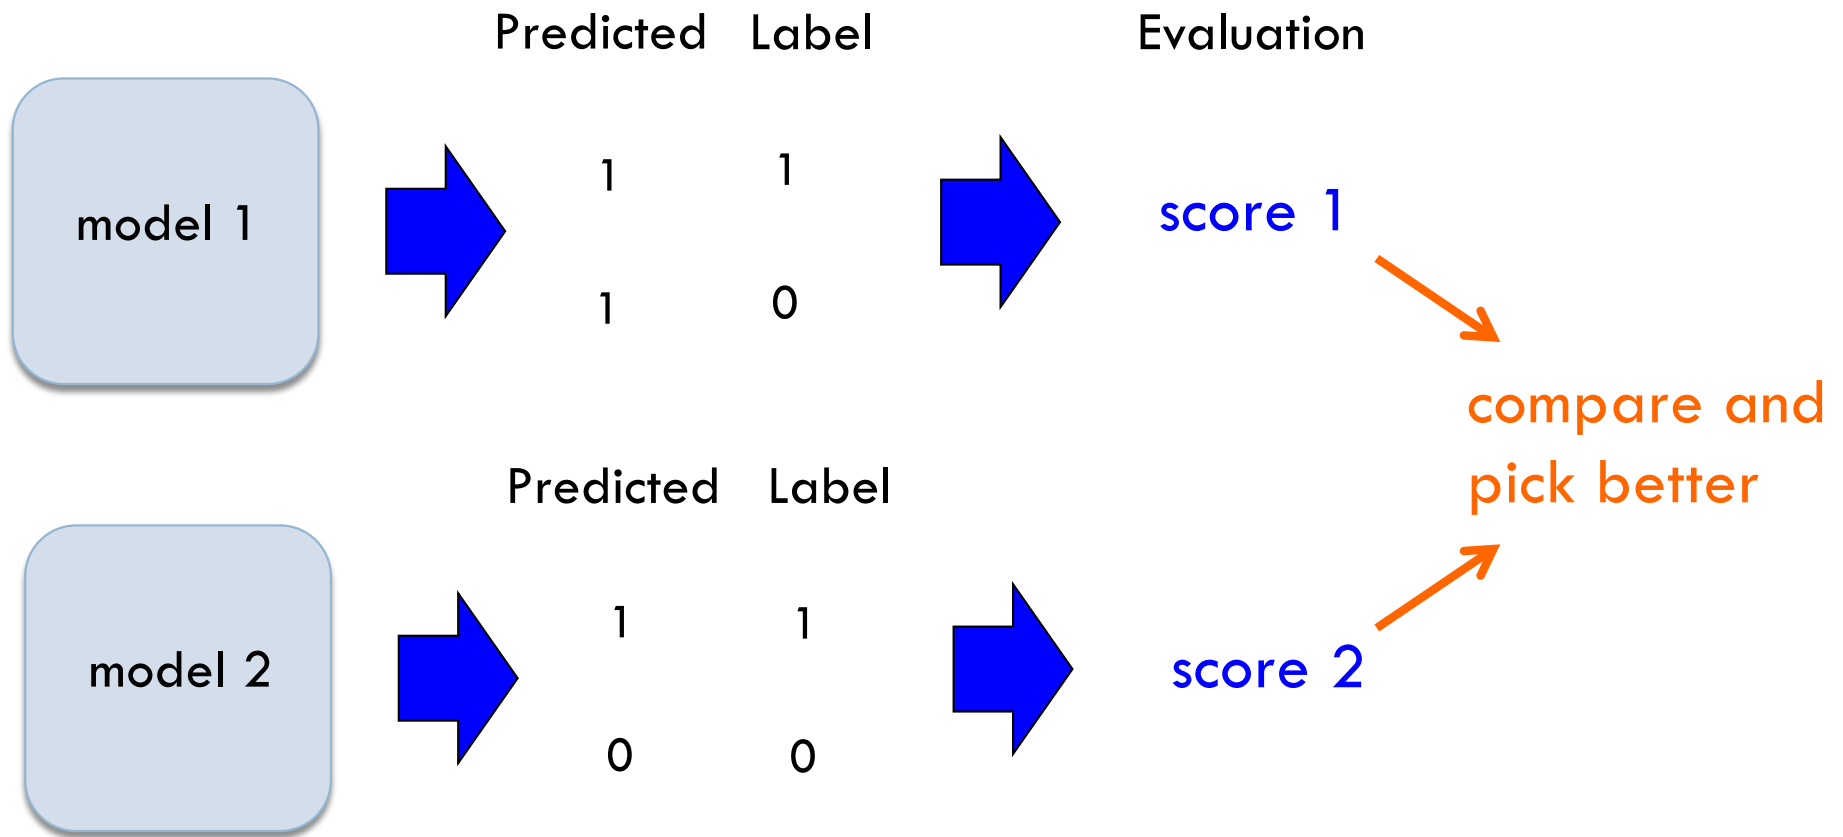 Predicted Label Evaluation
model 1
1 1
1 0
score 1
compare and
pick better
Predicted Label
model 2
1 1
0 0
score 2